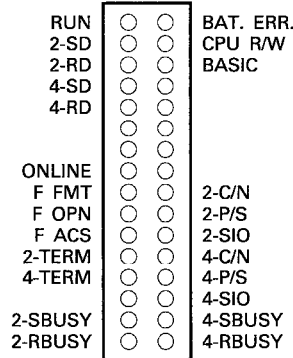 RUN BAT. ERR.
2-SD CPU R/W
2-RD BASIC
4-SD
4-RD
ONLINE
F FMT 2-C/N
F OPN 2-P/S
F ACS 2-SIO
2-TERM 4-C/N
4-TERM 4-P/S
4-SIO
2-SBUSY 4-SBUSY
2-RBUSY 4-RBUSY